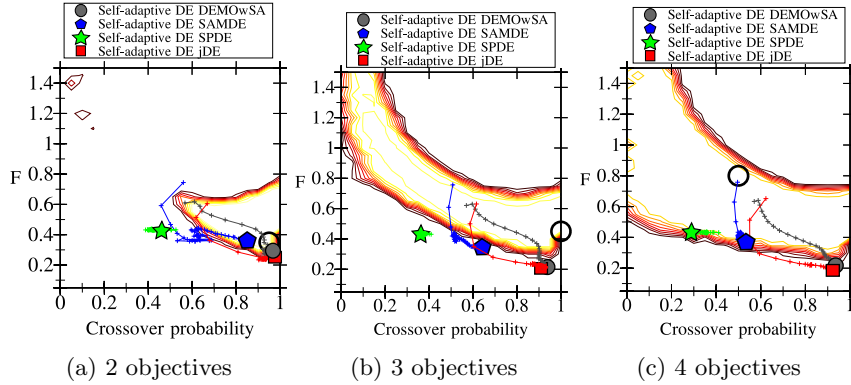 Self-adaptive DE DEMOwSA
Self-adaptive DE SAMDE
Self-adaptive DE SPDE
Self-adaptive DE jDE
1.4
1.2
1
F
0.8
0.6
0.4
0.2
0 0.2 0.4 0.6 0.8 1
Crossover probability
(a) 2 objectives
Self-adaptive DE DEMOwSA
Self-adaptive DE SAMDE
Self-adaptive DE SPDE
Self-adaptive DE jDE
1.4
1.2
1
F
0.8
0.6
0.4
0.2
0 0.2 0.4 0.6 0.8 1
Crossover probability
(b) 3 objectives
Self-adaptive DE DEMOwSA
Self-adaptive DE SAMDE
Self-adaptive DE SPDE
Self-adaptive DE jDE
1.4
1.2
1
F
0.8
0.6
0.4
0.2
0 0.2 0.4 0.6 0.8 1
Crossover probability
(c) 4 objectives